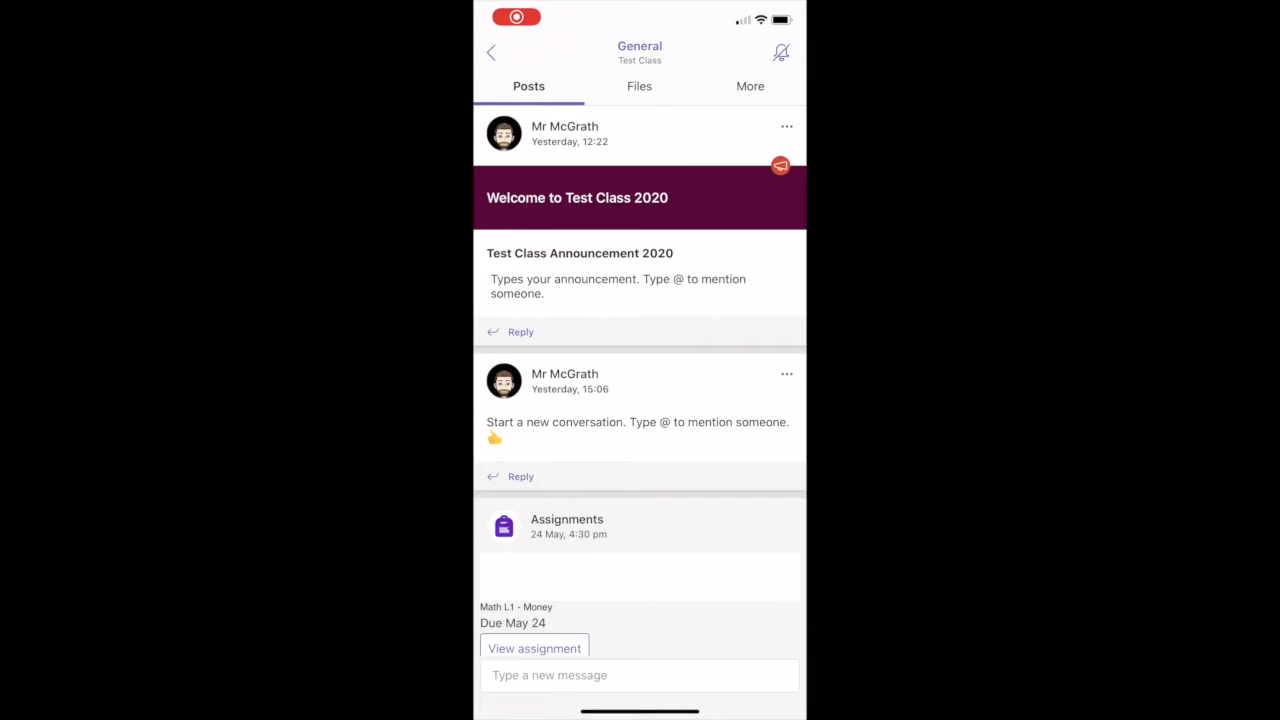 General
Test Class
Posts Files More
Mr McGrath
Yesterday, 12:22
Welcome to Test Class 2020
Test Class Announcement 2020
Types your announcement. Type @ to mention
someone.
Reply
Mr McGrath
Yesterday, 15:06
Start a new conversation. Type @ to mention someone.
Reply
Assignments
24 May, 4:30 pm
Math L1 - Money
Due May 24
View assignment
Type a new message